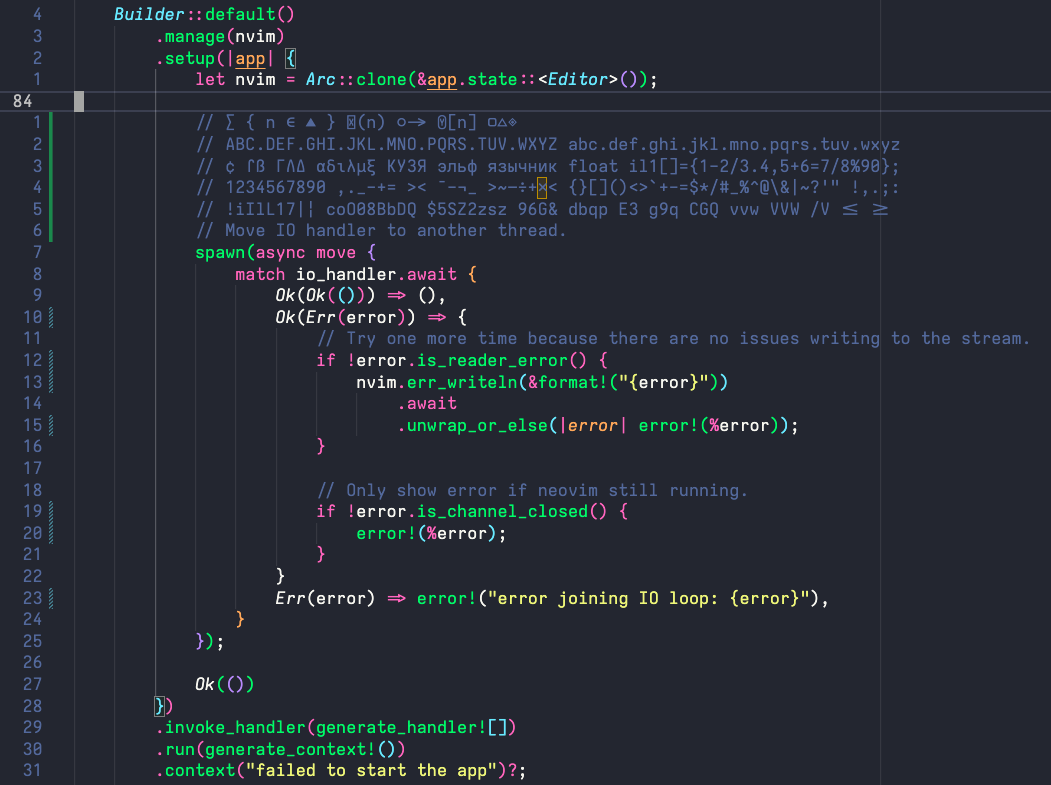 4 Builder::default()
3 .manage(nvim)
2 .setup(|app| {
1 let nvim = Arc::clone(&app.state::<Editor>());
84
1 // ∑ { n ∈ ▲ } (n) ○→ [n] □△◈
2 // ABC.DEF.GHI.JKL.MNO.PQRS.TUV.WXYZ abc.def.ghi.jkl.mno.pqrs.tuv.wxyz
3 // ¢ ſß ΓΛΔ αδιλμξ КУЗЯ эльф язычник float il1[]={1-2/3.4,5+6=7/8%90};
4 // 1234567890 ,._-+= >< ¯-¬_ >~–÷+×< {}[]()<>`+-=$*/#_%^@\&|~?'" !,.;:
5 // !iIlL17|¦ coO08BbDQ $5SZ2zsz 96G& dbqp E3 g9q CGQ vvw VVW /V ≤ ≥
6 // Move IO handler to another thread.
7 spawn(async move {
8 match io_handler.await {
9 Ok(Ok(())) => (),
10 Ok(Err(error)) => {
11 // Try one more time because there are no issues writing to the stream.
12 if !error.is_reader_error() {
13 nvim.err_writeln(&format!("{error}"))
14 .await
15 .unwrap_or_else(|error| error!(%error));
16 }
17
18 // Only show error if neovim still running.
19 if !error.is_channel_closed() {
20 error!(%error);
21 }
22 }
23 Err(error) => error!("error joining IO loop: {error}"),
24 }
25 });
26
27 Ok(())
28 })
29 .invoke_handler(generate_handler![])
30 .run(generate_context!())
31 .context("failed to start the app")?;